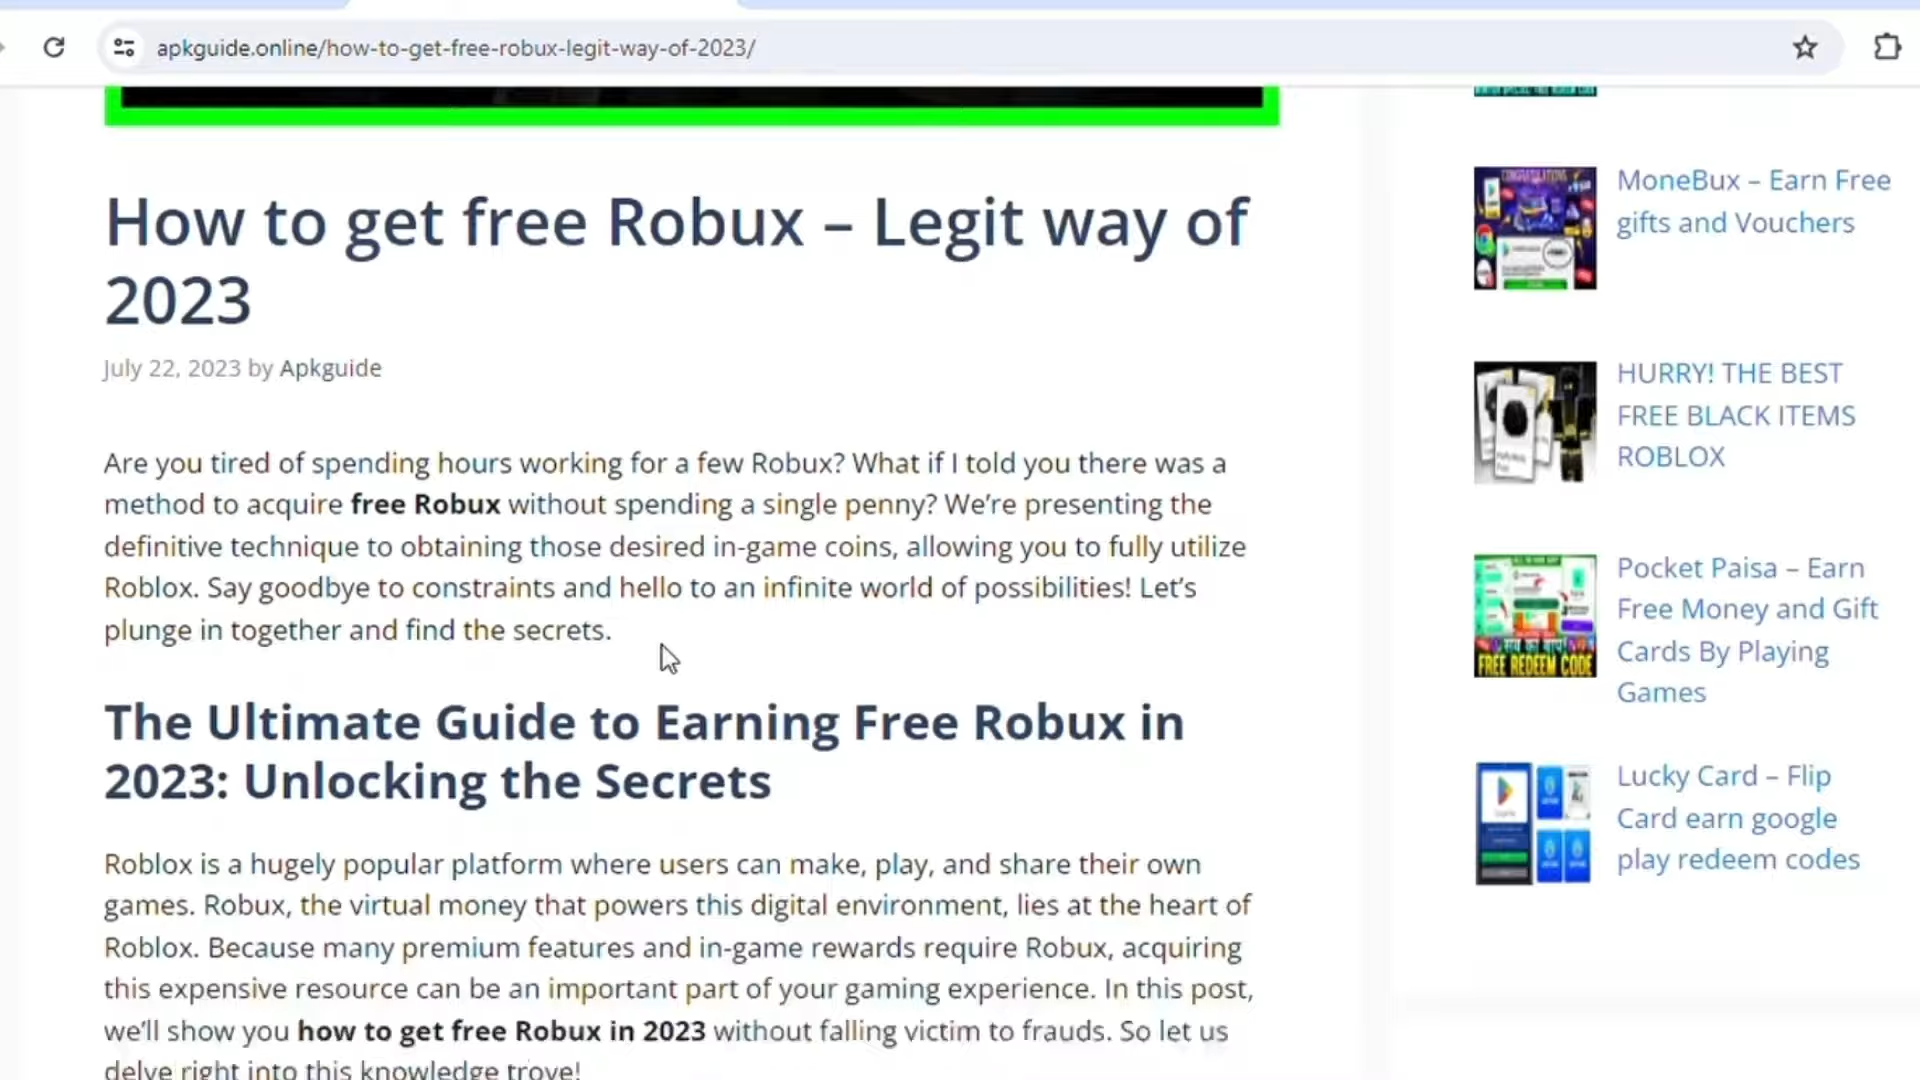 apkguide.online/how-to-get-free-robux-legit-way-of-2023/
How to get free Robux – Legit way of
2023
July 22, 2023 by Apkguide
Are you tired of spending hours working for a few Robux? What if I told you there was a
method to acquire free Robux without spending a single penny? We’re presenting the
definitive technique to obtaining those desired in-game coins, allowing you to fully utilize
Roblox. Say goodbye to constraints and hello to an infinite world of possibilities! Let’s
plunge in together and find the secrets.
The Ultimate Guide to Earning Free Robux in
2023: Unlocking the Secrets
Roblox is a hugely popular platform where users can make, play, and share their own
games. Robux, the virtual money that powers this digital environment, lies at the heart of
Roblox. Because many premium features and in-game rewards require Robux, acquiring
this expensive resource can be an important part of your gaming experience. In this post,
we’ll show you how to get free Robux in 2023 without falling victim to frauds. So let us
delve right into this knowledge trove!
CONGRATULATIONS
MoneBux – Earn Free
gifts and Vouchers
HURRY! THE BEST
FREE BLACK ITEMS
ROBLOX
FREE REDEEM CODE
Pocket Paisa – Earn
Free Money and Gift
Cards By Playing
Games
Lucky Card – Flip
Card earn google
play redeem codes